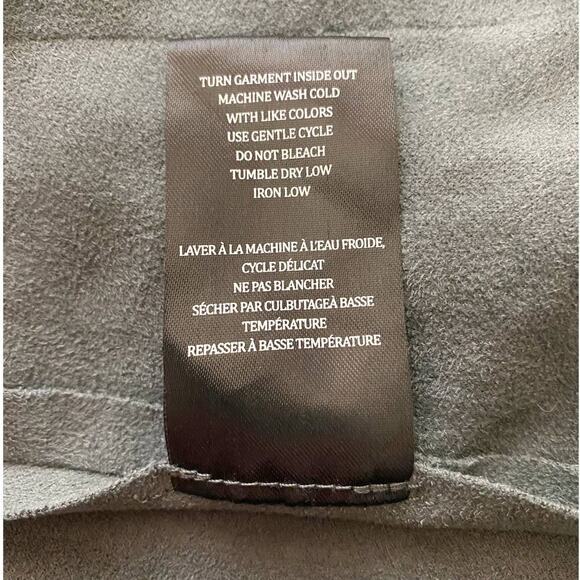 TURN GARMENT INSIDE OUT
MACHINE WASH COLD
WITH LIKE COLORS
USE GENTLE CYCLE
DO NOT BLEACH
TUMBLE DRY LOW
IRON LOW
LAVER À LA MACHINE À L'EAU FROIDE,
CYCLE DÉLICAT
NE PAS BLANCHER
SÉCHER PAR CULBUTAGEÀ BASSE
TEMPÉRATURE
REPASSER À BASSE TEMPÉRATURE